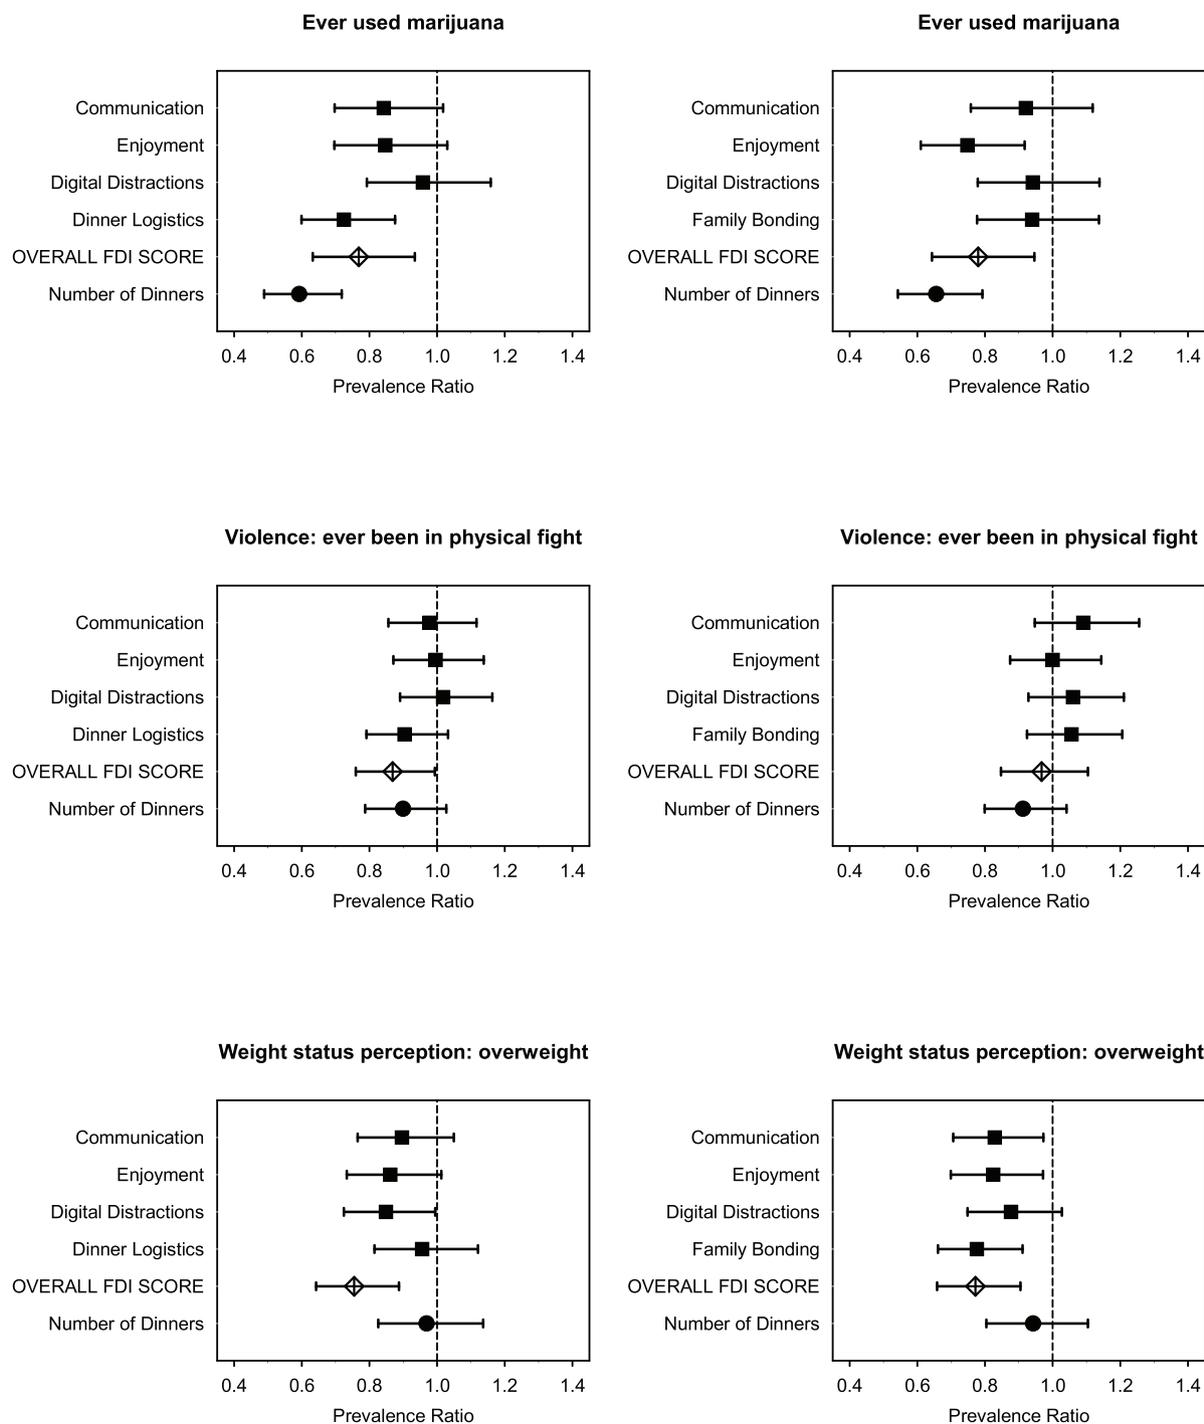 Ever used marijuana
Communication
Enjoyment
Digital Distractions
Dinner Logistics
OVERALL FDI SCORE
Number of Dinners
0.4 0.6 0.8 1.0 1.2 1.4
Prevalence Ratio
Ever used marijuana
Communication
Enjoyment
Digital Distractions
Family Bonding
OVERALL FDI SCORE
Number of Dinners
0.4 0.6 0.8 1.0 1.2 1.4
Prevalence Ratio
Violence: ever been in physical fight
Communication
Enjoyment
Digital Distractions
Dinner Logistics
OVERALL FDI SCORE
Number of Dinners
0.4 0.6 0.8 1.0 1.2 1.4
Prevalence Ratio
Violence: ever been in physical fight
Communication
Enjoyment
Digital Distractions
Family Bonding
OVERALL FDI SCORE
Number of Dinners
0.4 0.6 0.8 1.0 1.2 1.4
Prevalence Ratio
Weight status perception: overweight
Communication
Enjoyment
Digital Distractions
Dinner Logistics
OVERALL FDI SCORE
Number of Dinners
0.4 0.6 0.8 1.0 1.2 1.4
Prevalence Ratio
Weight status perception: overweight
Communication
Enjoyment
Digital Distractions
Family Bonding
OVERALL FDI SCORE
Number of Dinners
0.4 0.6 0.8 1.0 1.2 1.4
Prevalence Ratio